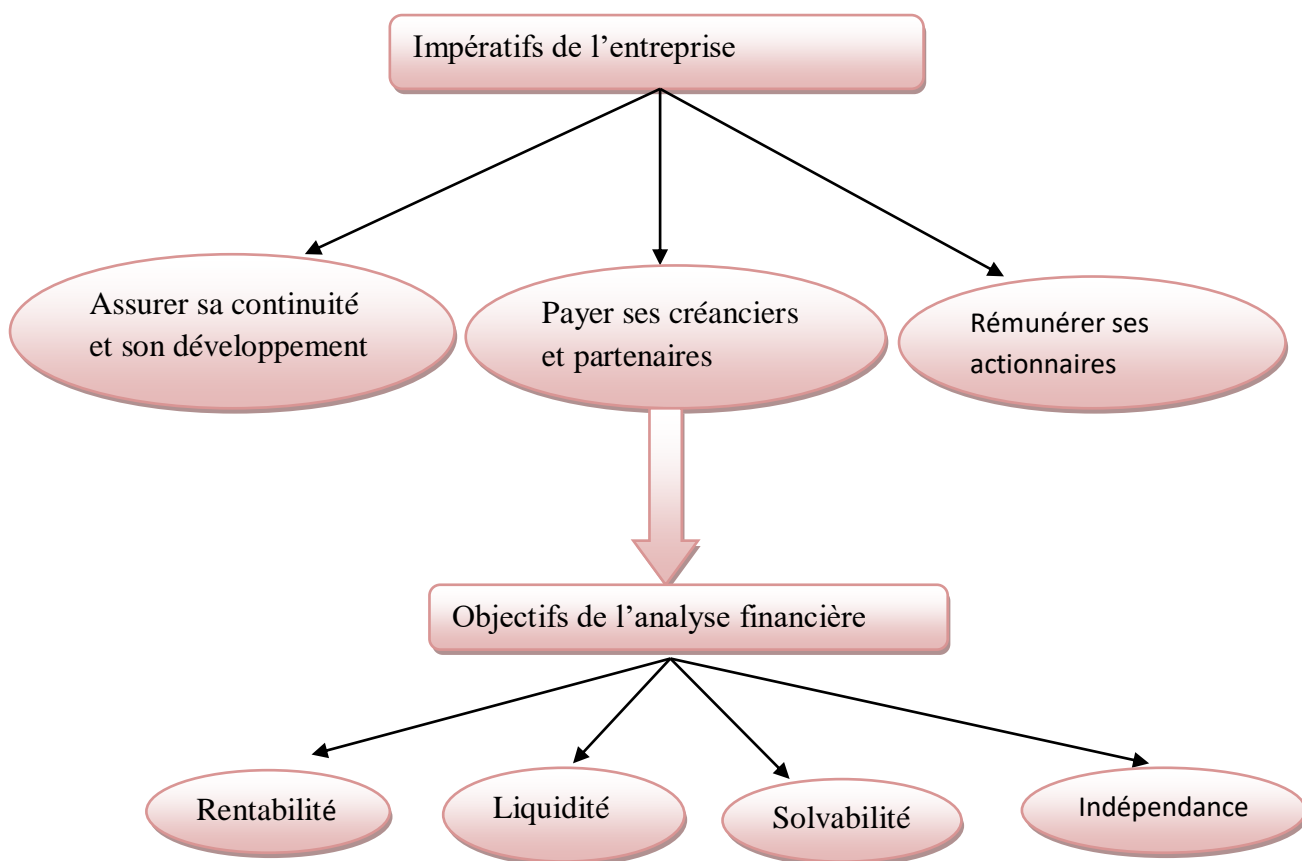 Impératifs de l’entreprise
Assurer sa continuité
et son développement
Payer ses créanciers
et partenaires
Rémunérer ses
actionnaires
Objectifs de l’analyse financière
Rentabilité
Liquidité
Solvabilité
Indépendance